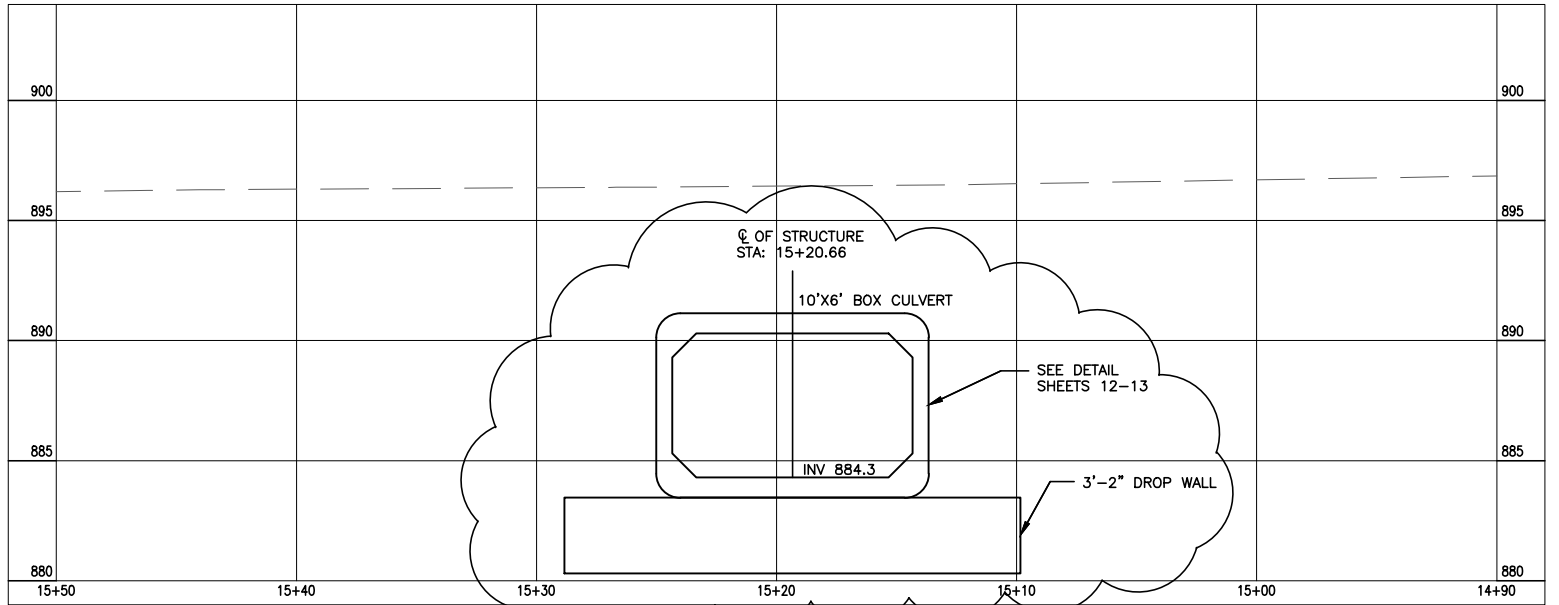 900 900
895 895
℄ OF STRUCTURE
STA: 15+20.66
10'X6' BOX CULVERT
890 890
SEE DETAIL
SHEETS 12-13
885 885
INV 884.3
3'-2" DROP WALL
880 880
15+50 15+40 15+30 15+20 15+10 15+00 14+90